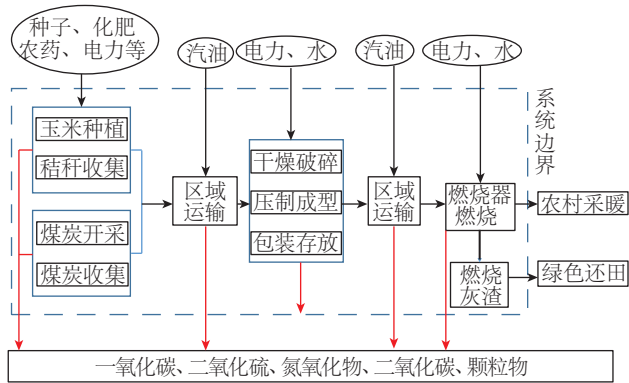 种子、化肥
农药、电力等
汽油
电力、水
汽油
电力、水
系统边界
玉米种植
秸秆收集
煤炭开采
煤炭收集
区域
运输
干燥破碎
压制成型
包装存放
区域
运输
燃烧器
燃烧
燃烧
灰渣
农村采暖
绿色还田
一氧化碳、二氧化硫、氮氧化物、二氧化碳、颗粒物